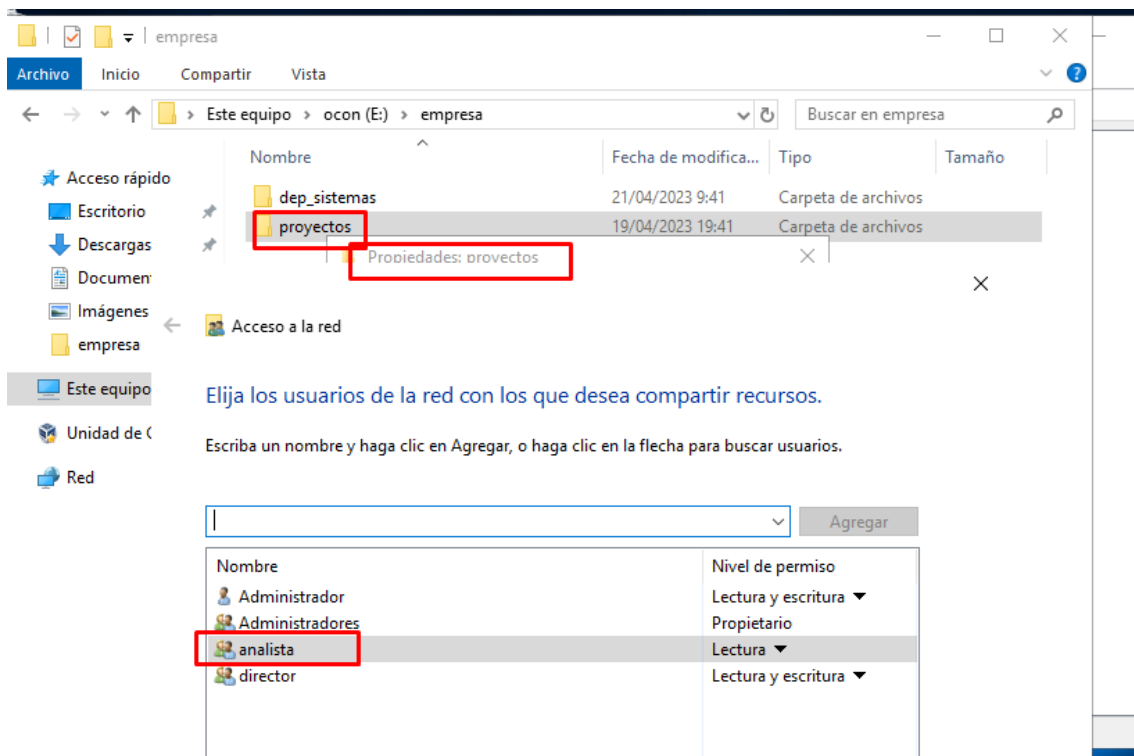 empresa
Archivo Inicio Compartir Vista
Este equipo > ocon (E:) > empresa Buscar en empresa
Nombre Fecha de modifica... Tipo Tamaño
Acceso rápido
dep_sistemas 21/04/2023 9:41 Carpeta de archivos
Escritorio
proyectos 19/04/2023 19:41 Carpeta de archivos
Descargas
Propiedades: proyectos
Documen
Imágenes
Acceso a la red
empresa
Este equipo
Elija los usuarios de la red con los que desea compartir recursos.
Unidad de
Escriba un nombre y haga clic en Agregar, o haga clic en la flecha para buscar usuarios.
Red
Agregar
Nombre Nivel de permiso
Administrador Lectura y escritura
Administradores Propietario
analista Lectura
director Lectura y escritura